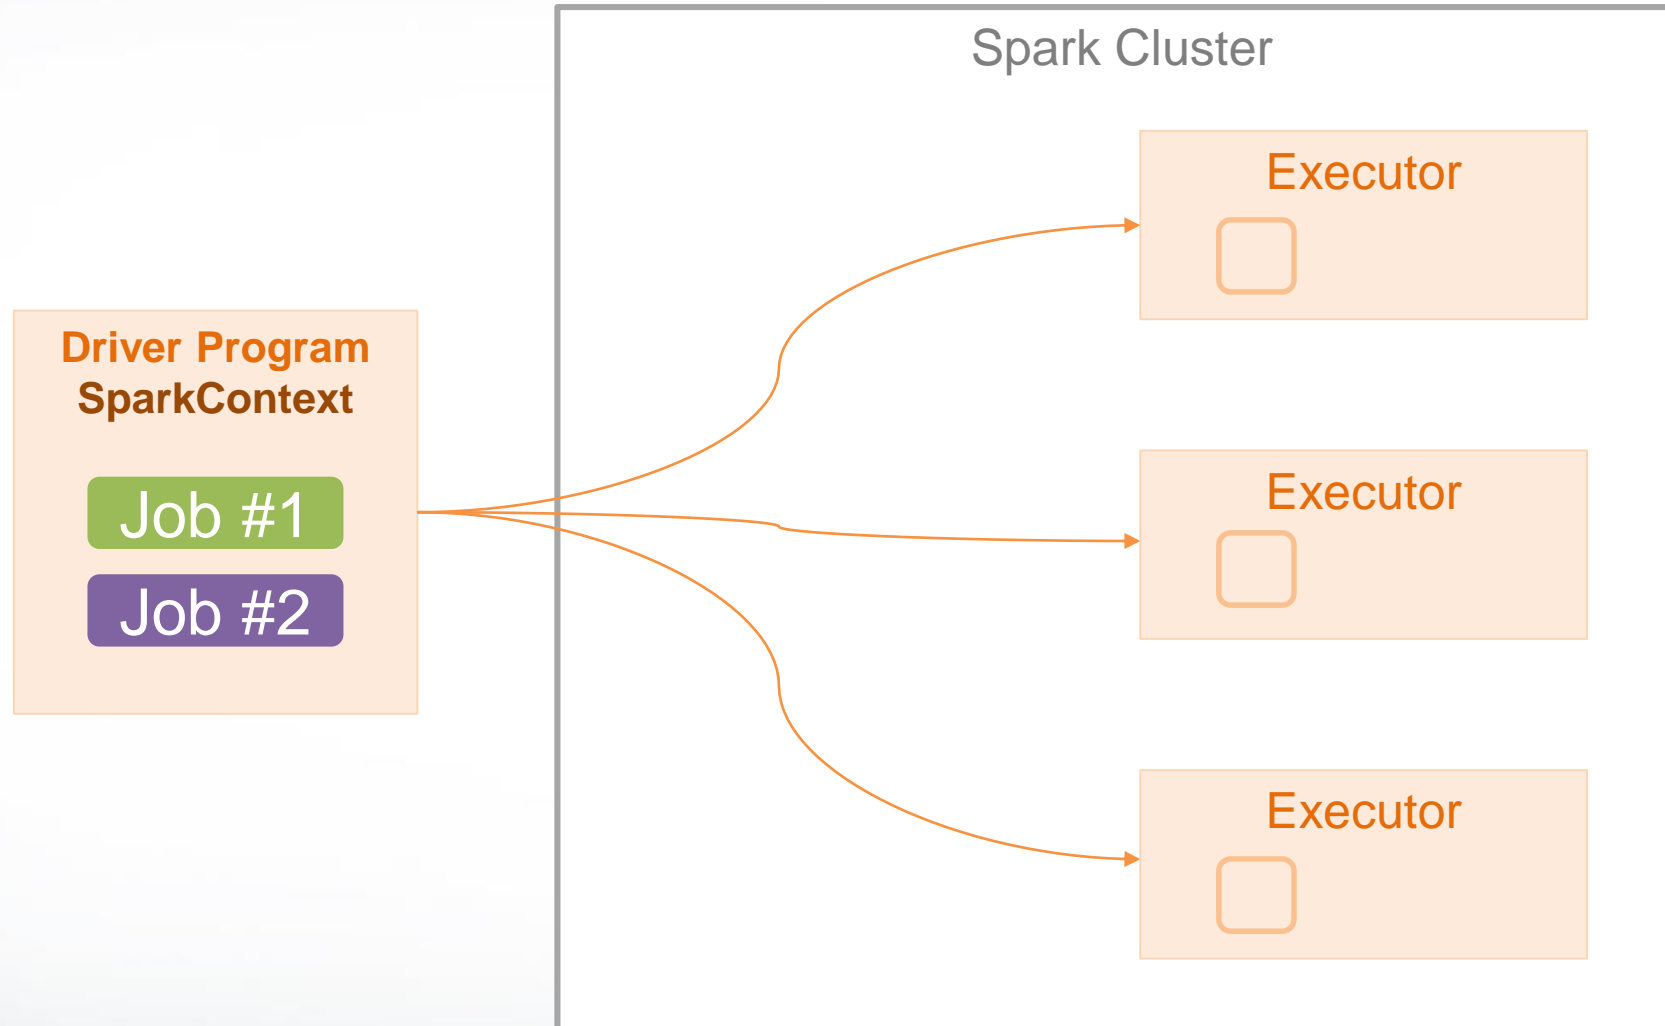 Spark Cluster
Driver Program
SparkContext
Job #1
Job #2
Executor
Executor
Executor